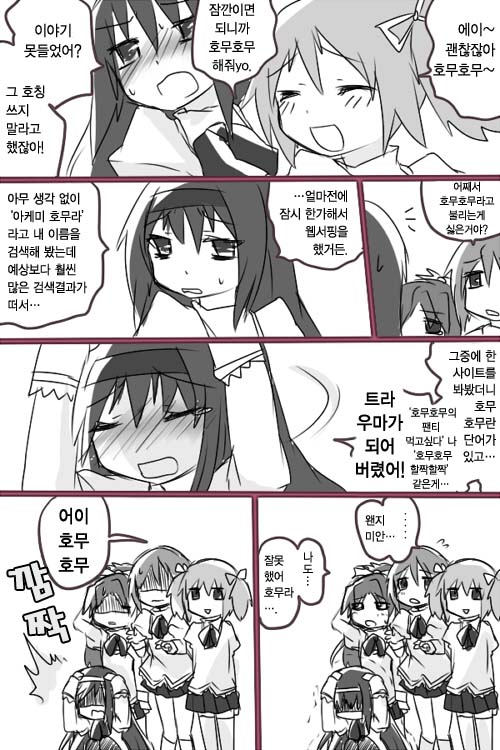 에이~
괜찮잖아
호무호무~
잠깐이면
되니까
호무호무
해줘yo.
이야기
못들었어?
그 호칭
쓰지
말라고
했잖아!
어째서
호무호무라고
불리는게
싫은거야?
…얼마전에
잠시 한가해서
웹서핑을
했거든.
아무 생각 없이
'아케미 호무라'
라고 내 이름을
검색해 봤는데
예상보다 훨씬
많은 검색결과가
떠서…
그중에 한
사이트를
봐봤더니
호무
호무란
단어가
있고…
'호무호무의
팬티
먹고싶다' 나
'호무호무
할짝할짝'
같은게…
트라
우마가
되어
버렸어!
어이
호무
호무
깜
짝
……
왠지
미안…
나도…
잘못
했어
호무라
….